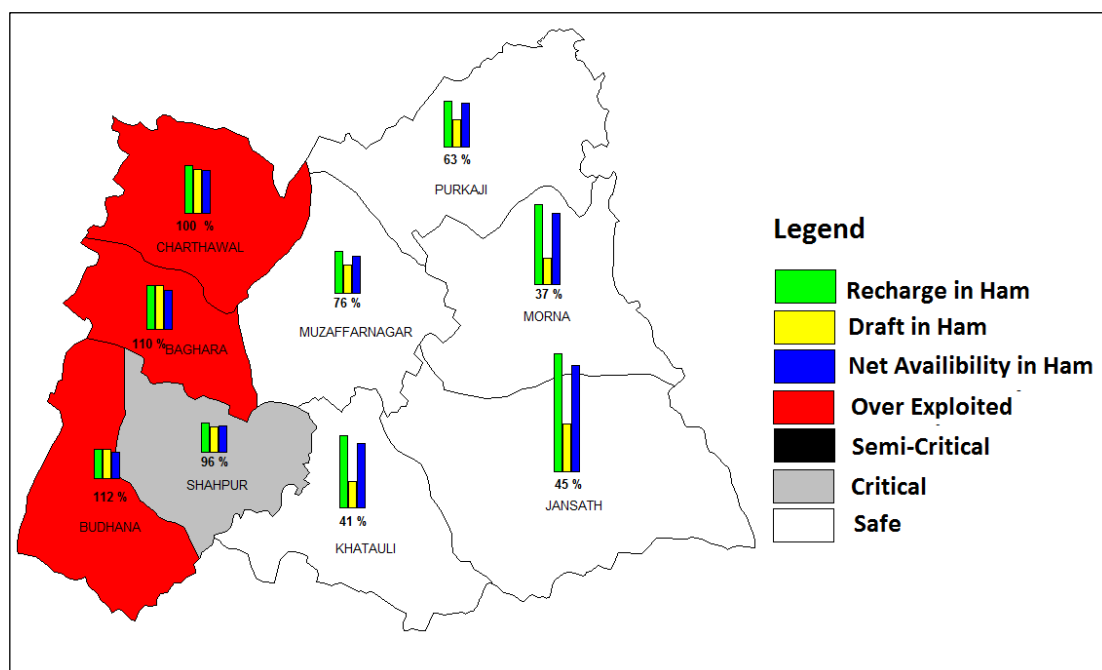 63 %
PURKAJI
100 %
CHARTHAWAL
76 %
MUZAFFARNAGAR
37 %
MORNA
110 %
BAGHARA
96 %
SHAHPUR
112 %
BUDHANA
41 %
KHATAULI
45 %
JANSATH
Legend
Recharge in Ham
Draft in Ham
Net Availibility in Ham
Over Exploited
Semi-Critical
Critical
Safe